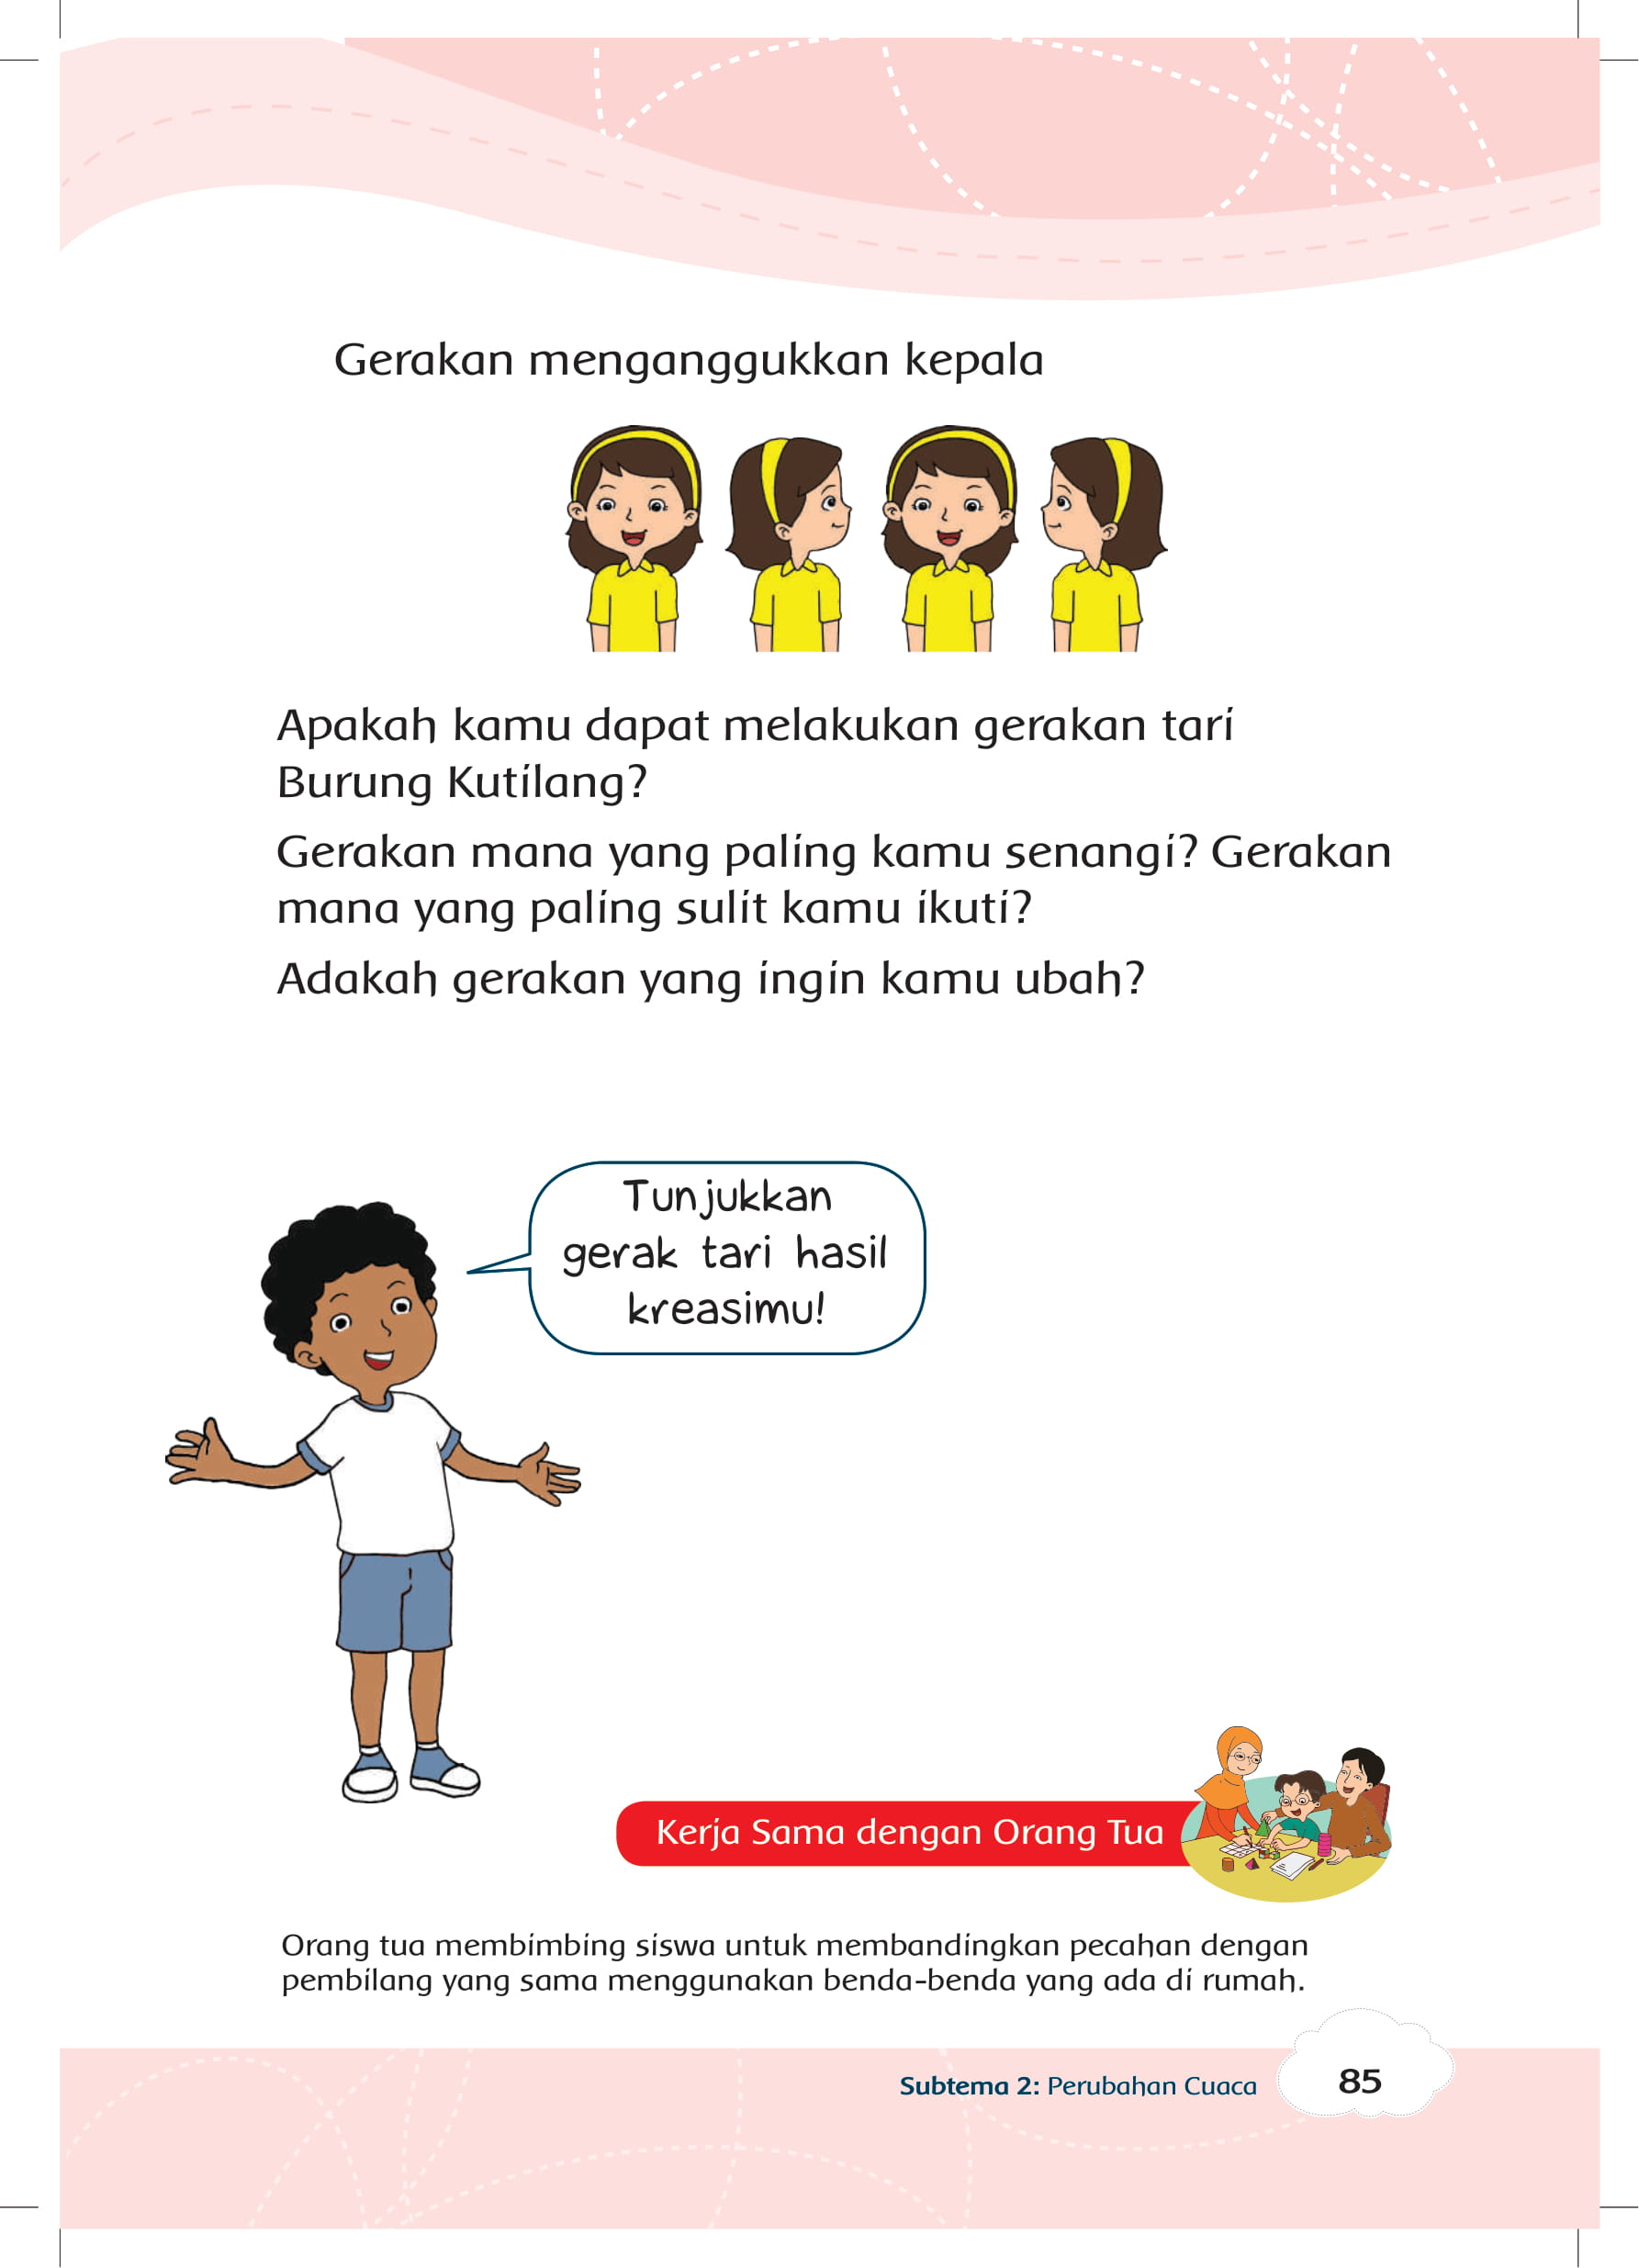 Gerakan menganggukkan kepala
Apakah kamu dapat melakukan gerakan tari
Burung Kutilang?
Gerakan mana yang paling kamu senangi? Gerakan
mana yang paling sulit kamu ikuti?
Adakah gerakan yang ingin kamu ubah?
Tunjukkan
gerak tari hasil
kreasimu!
Kerja Sama dengan Orang Tua
Orang tua membimbing siswa untuk membandingkan pecahan dengan
pembilang yang sama menggunakan benda-benda yang ada di rumah.
Subtema 2: Perubahan Cuaca
85